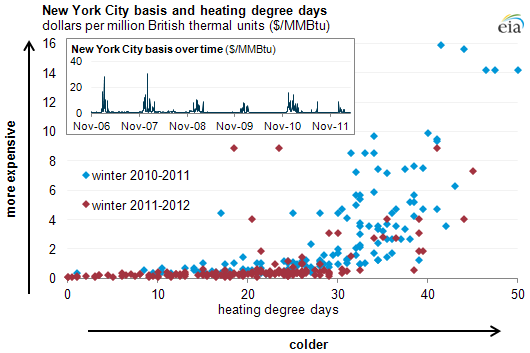 New York City basis and heating degree days
dollars per million British thermal units ($/MMBtu)
eia
New York City basis over time ($/MMBtu)
40
20
0
Nov-06 Nov-07 Nov-08 Nov-09 Nov-10 Nov-11
16
14
12
10
8
6
4
2
0
more expensive
winter 2010-2011
winter 2011-2012
0 10 20 30 40 50
heating degree days
colder